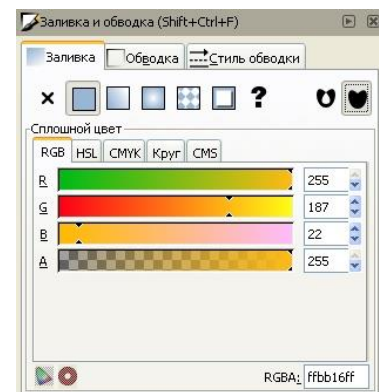 Заливка и обводка (Shift+Ctrl+F)
Заливка Обводка Стиль обводки
?
Сплошной цвет
RGB HSL CMYK Круг CMS
R 255
G 187
B 22
A 255
RGBA: ffbb16ff